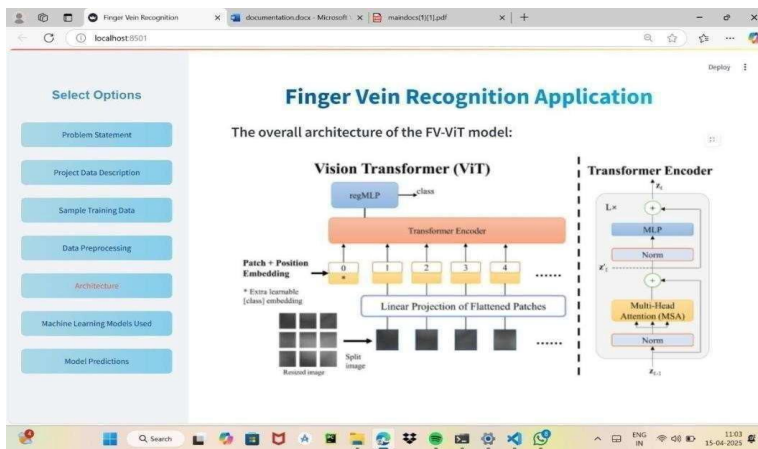 Finger Vein Recognition
documentation.docx - Microsoft
maindocs[1][1].pdf
localhost:8501
Deploy
Select Options
Problem Statement
Project Data Description
Sample Training Data
Data Preprocessing
Architecture
Machine Learning Models Used
Model Predictions
Finger Vein Recognition Application
The overall architecture of the FV-ViT model:
Vision Transformer (ViT)
regMLP
class
Transformer Encoder
Patch + Position
Embedding
0 1 2 3 4 ......
*
* Extra learnable
[class] embedding
Linear Projection of Flattened Patches
Split
image
......
Resized image
Transformer Encoder
L×
+
MLP
Norm
+
Multi-Head
Attention (MSA)
Norm
Search
ENG
IN
11:03
15-04-2025